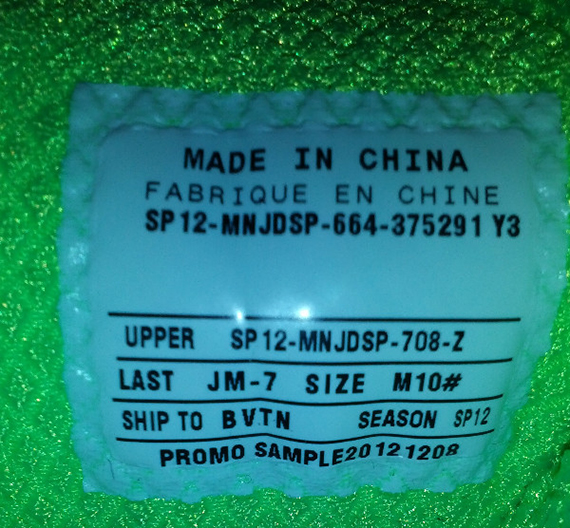 MADE IN CHINA
FABRIQUE EN CHINE
SP12-MNJDSP-664-375291 Y3
UPPER SP12-MNJDSP-708-Z
LAST JM-7 SIZE M10#
SHIP TO BVTN SEASON SP12
PROMO SAMPLE20121208